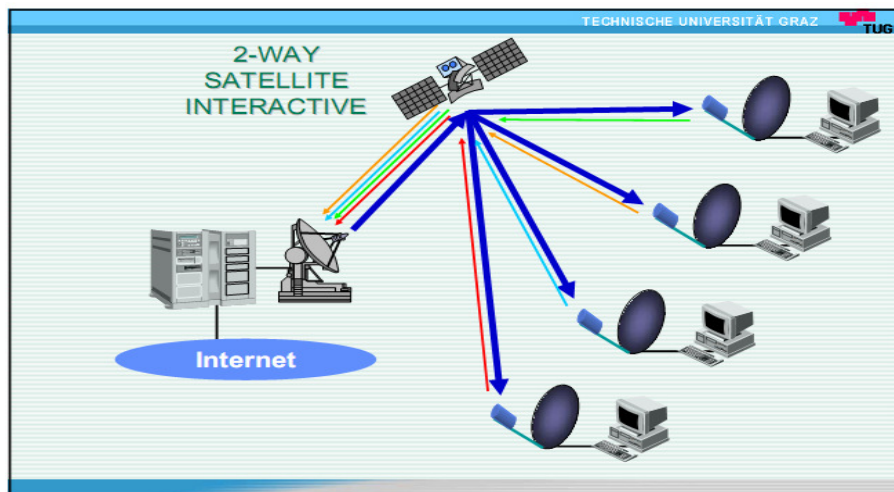 TECHNISCHE UNIVERSITÄT GRAZ
TUG
2-WAY
SATELLITE
INTERACTIVE
Internet